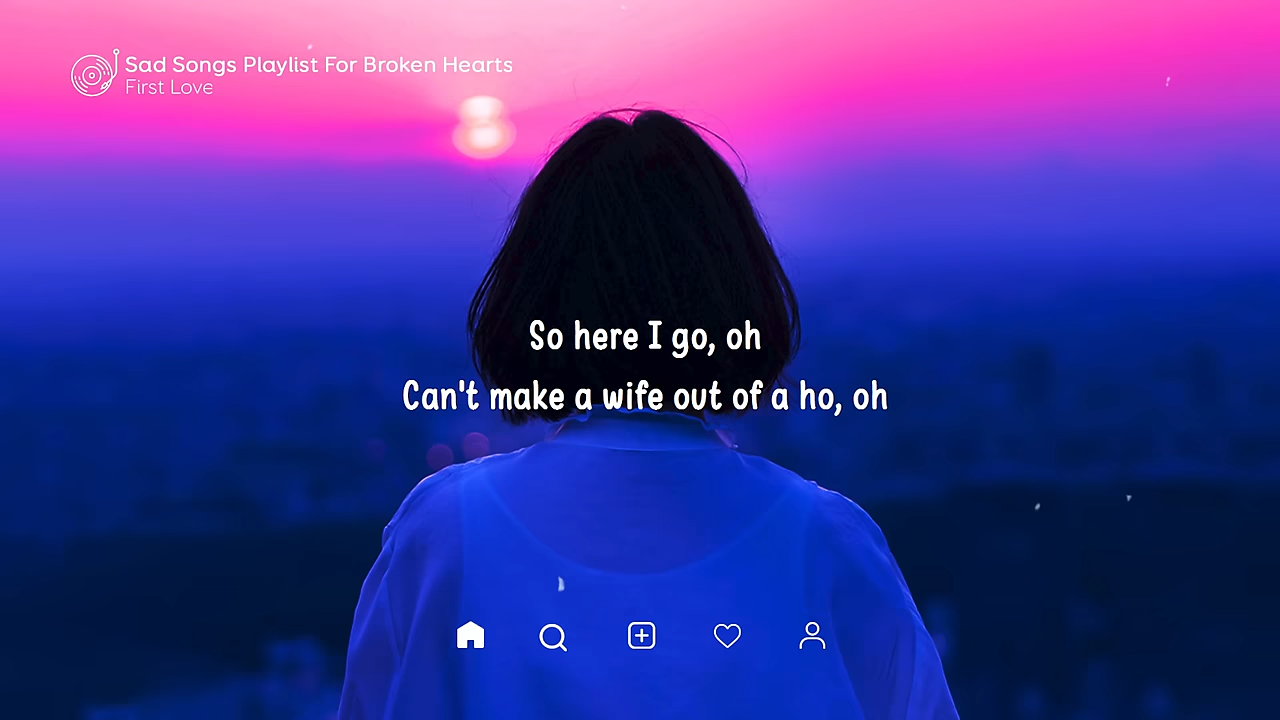 Sad Songs Playlist For Broken Hearts
First Love
So here I go, oh
Can't make a wife out of a ho, oh